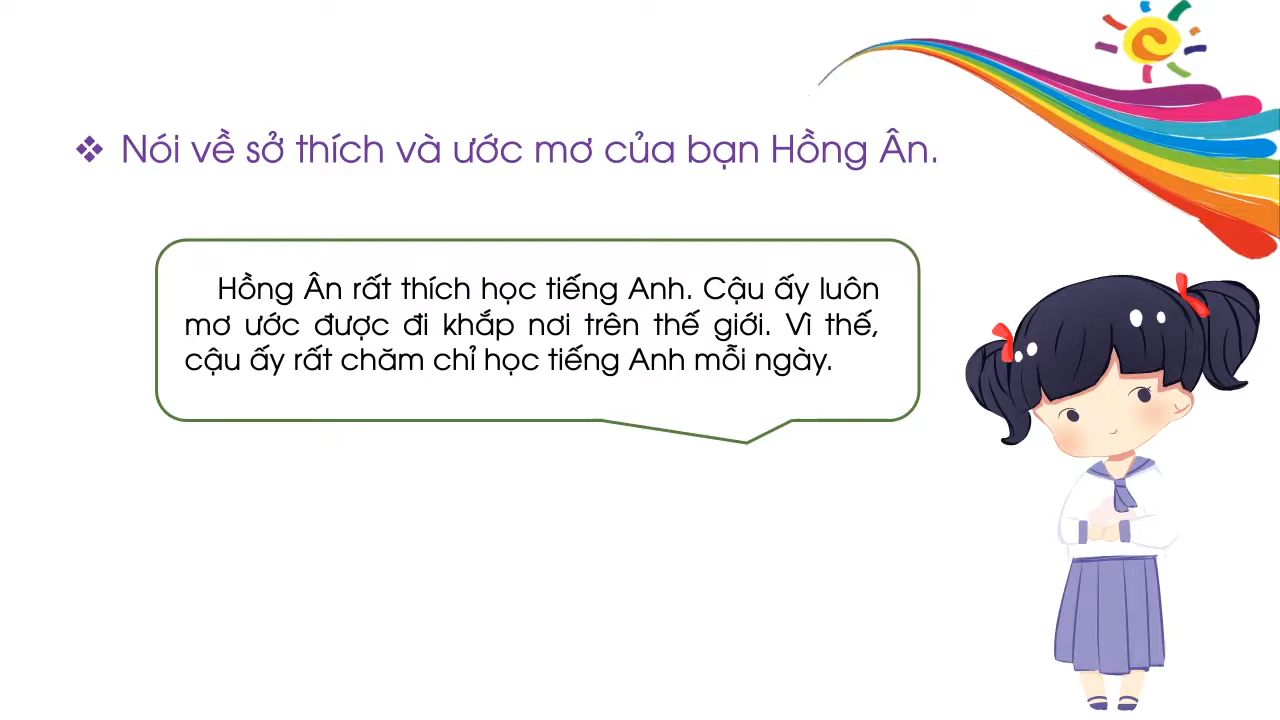 ❖ Nói về sở thích và ước mơ của bạn Hồng Ân.
Hồng Ân rất thích học tiếng Anh. Cậu ấy luôn
mơ ước được đi khắp nơi trên thế giới. Vì thế,
cậu ấy rất chăm chỉ học tiếng Anh mỗi ngày.